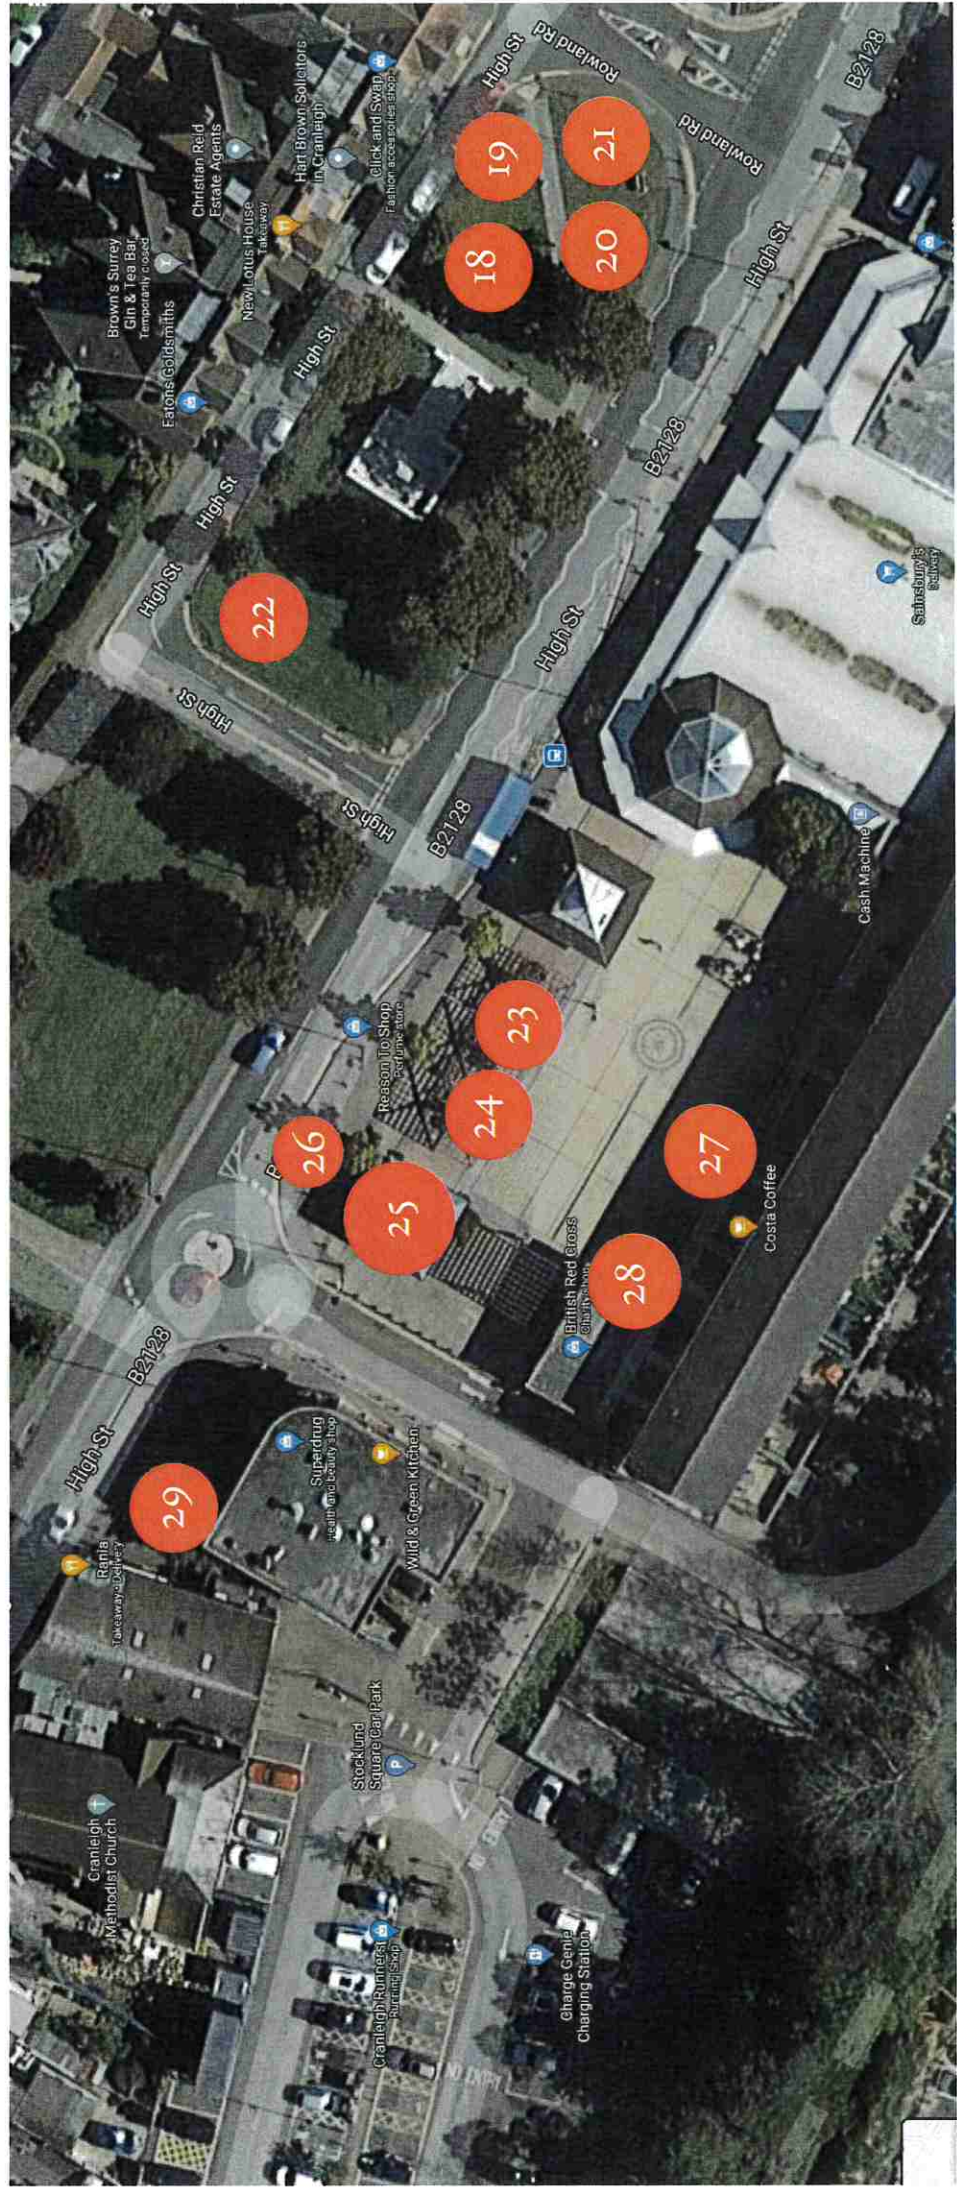 Cranleigh
Methodist Church
Rania
Takeaway • Delivery
High St
B2128
29
Superdrug
Health and beauty shop
Wild & Green Kitchen
Stocklund
Square Car Park
Cranleigh Runners
Running Shop
Charge Genie
Charging Station
NO ENTRY
26
25
Reason To Shop
Perfume store
24
23
British Red Cross
Charity shop
28
27
Costa Coffee
Cash Machine
B2128
High St
High St
High St
High St
High St
22
Eatons Goldsmiths
Brown's Surrey
Gin & Tea Bar
Temporarily closed
Christian Reid
Estate Agents
New Lotus House
Takeaway
Hart Brown Solicitors
in Cranleigh
Click and Swap
Fashion accessories shop
High St
High St
B2128
Sainsbury's
Delivery
18
19
20
21
High St
Rowland Rd
Rowland Rd
High St
B2128